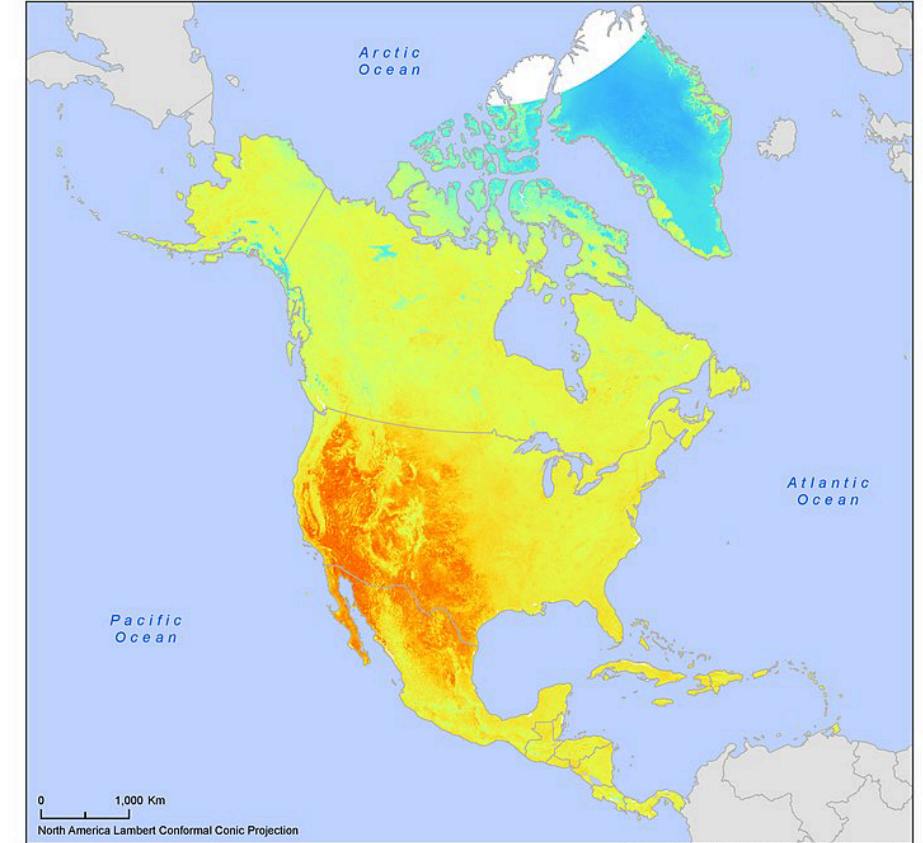 Arctic
Ocean
Atlantic
Ocean
Pacific
Ocean
0 1,000 Km
North America Lambert Conformal Conic Projection